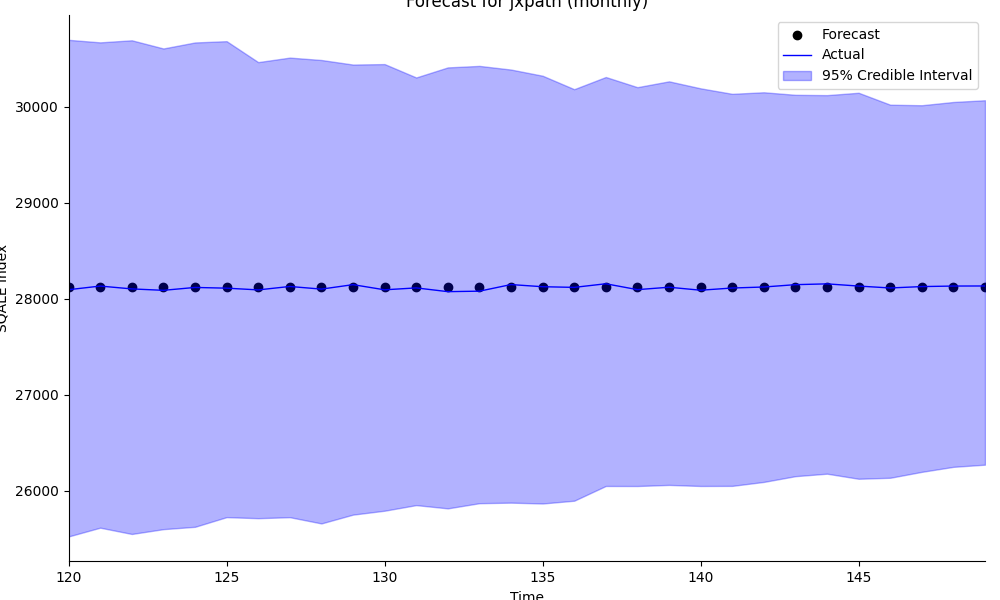 Forecast for jxpath (monthly)
Forecast
Actual
95% Credible Interval
30000
29000
28000
27000
26000
SQALE Index
120
125
130
135
140
145
Time